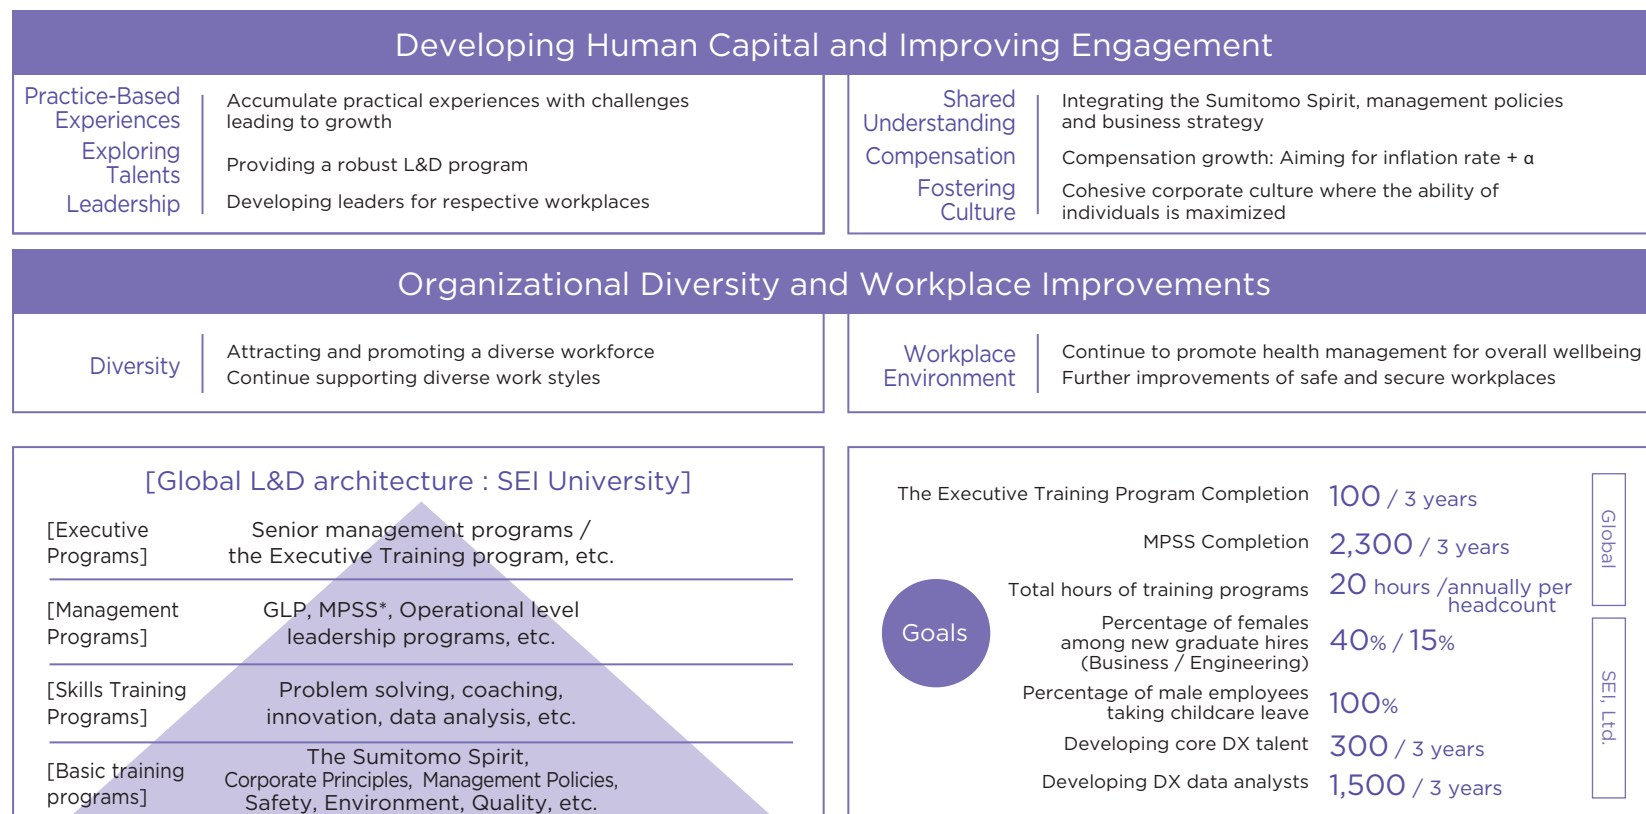 Developing Human Capital and Improving Engagement
Practice-Based
Experiences
Accumulate practical experiences with challenges
leading to growth
Exploring
Talents
Providing a robust L&D program
Leadership
Developing leaders for respective workplaces
Shared
Understanding
Integrating the Sumitomo Spirit, management policies
and business strategy
Compensation
Compensation growth: Aiming for inflation rate + α
Fostering
Culture
Cohesive corporate culture where the ability of
individuals is maximized
Organizational Diversity and Workplace Improvements
Diversity
Attracting and promoting a diverse workforce
Continue supporting diverse work styles
Workplace
Environment
Continue to promote health management for overall wellbeing
Further improvements of safe and secure workplaces
[Global L&D architecture : SEI University]
[Executive
Programs]
Senior management programs /
the Executive Training program, etc.
[Management
Programs]
GLP, MPSS*, Operational level
leadership programs, etc.
[Skills Training
Programs]
Problem solving, coaching,
innovation, data analysis, etc.
[Basic training
programs]
The Sumitomo Spirit,
Corporate Principles, Management Policies,
Safety, Environment, Quality, etc.
Goals
The Executive Training Program Completion 100 / 3 years
MPSS Completion 2,300 / 3 years
Total hours of training programs 20 hours /annually per
headcount
Percentage of females
among new graduate hires
(Business / Engineering)
40% / 15%
Percentage of male employees
taking childcare leave
100%
Developing core DX talent 300 / 3 years
Developing DX data analysts 1,500 / 3 years
Global
SEI, Ltd.